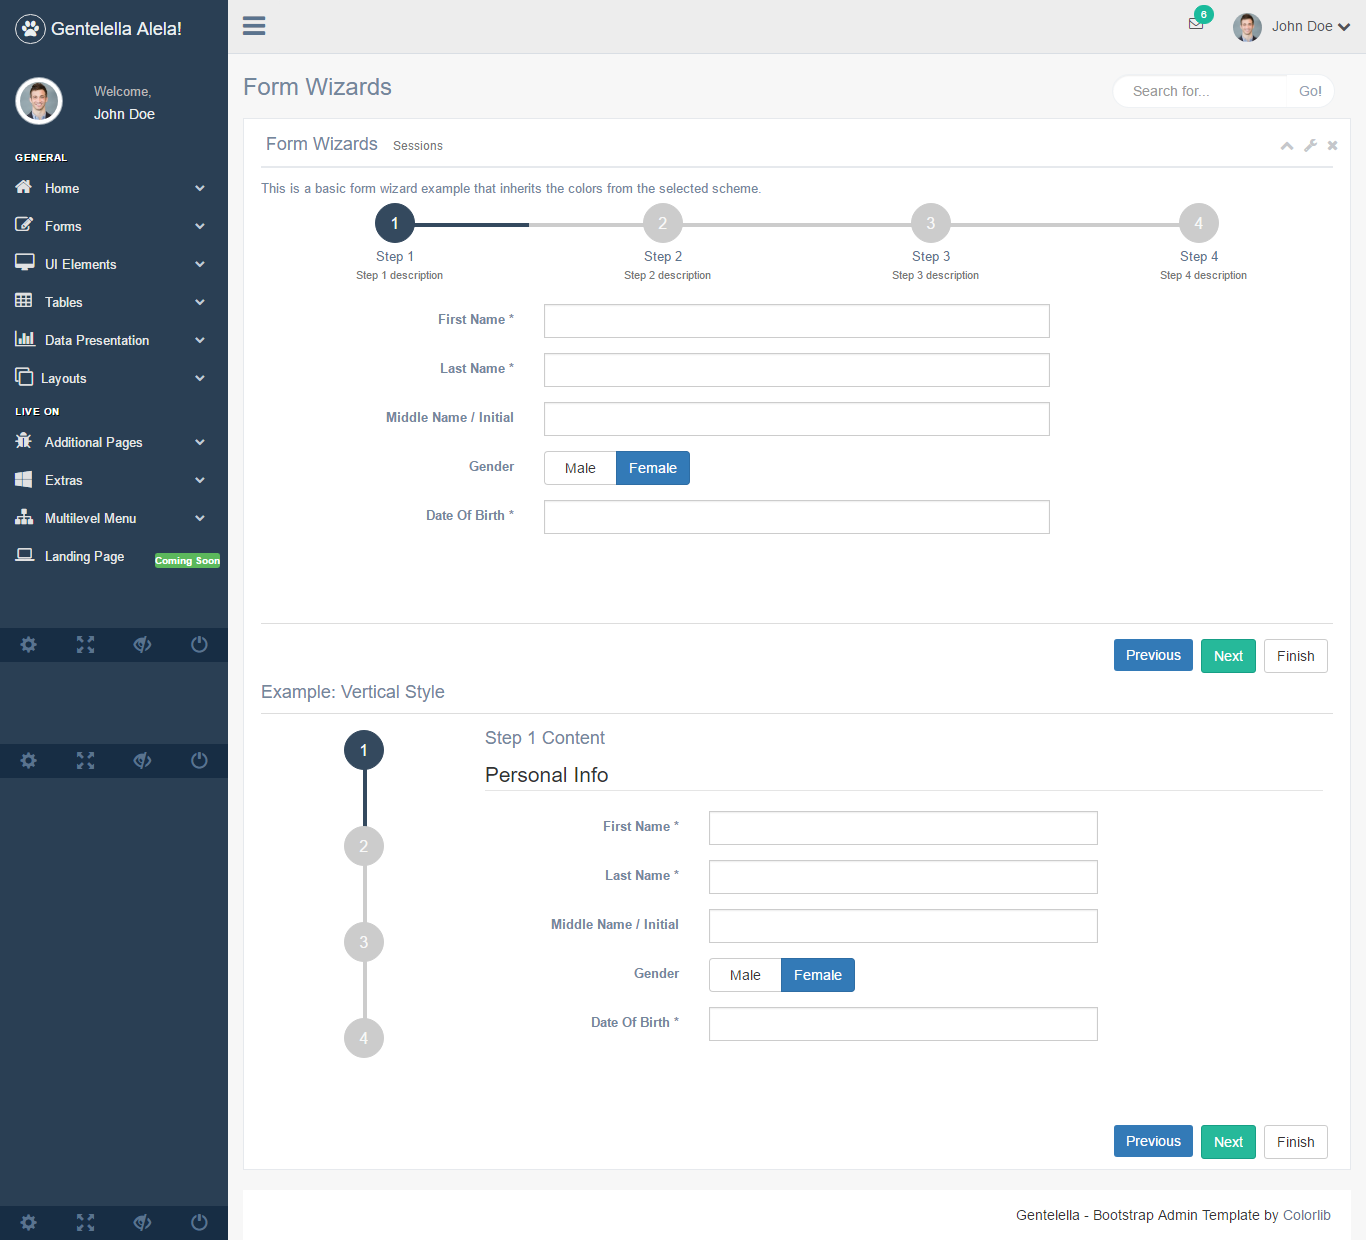 Gentelella Alela!
Welcome,
John Doe
GENERAL
Home
Forms
UI Elements
Tables
Data Presentation
Layouts
LIVE ON
Additional Pages
Extras
Multilevel Menu
Landing Page
Coming Soon
6
John Doe
Form Wizards
Search for...
Go!
Form Wizards Sessions
This is a basic form wizard example that inherits the colors from the selected scheme.
1 2 3 4
Step 1 Step 2 Step 3 Step 4
Step 1 description Step 2 description Step 3 description Step 4 description
First Name *
Last Name *
Middle Name / Initial
Gender Male Female
Date Of Birth *
Previous Next Finish
Example: Vertical Style
1
2
3
4
Step 1 Content
Personal Info
First Name *
Last Name *
Middle Name / Initial
Gender Male Female
Date Of Birth *
Previous Next Finish
Gentelella - Bootstrap Admin Template by Colorlib